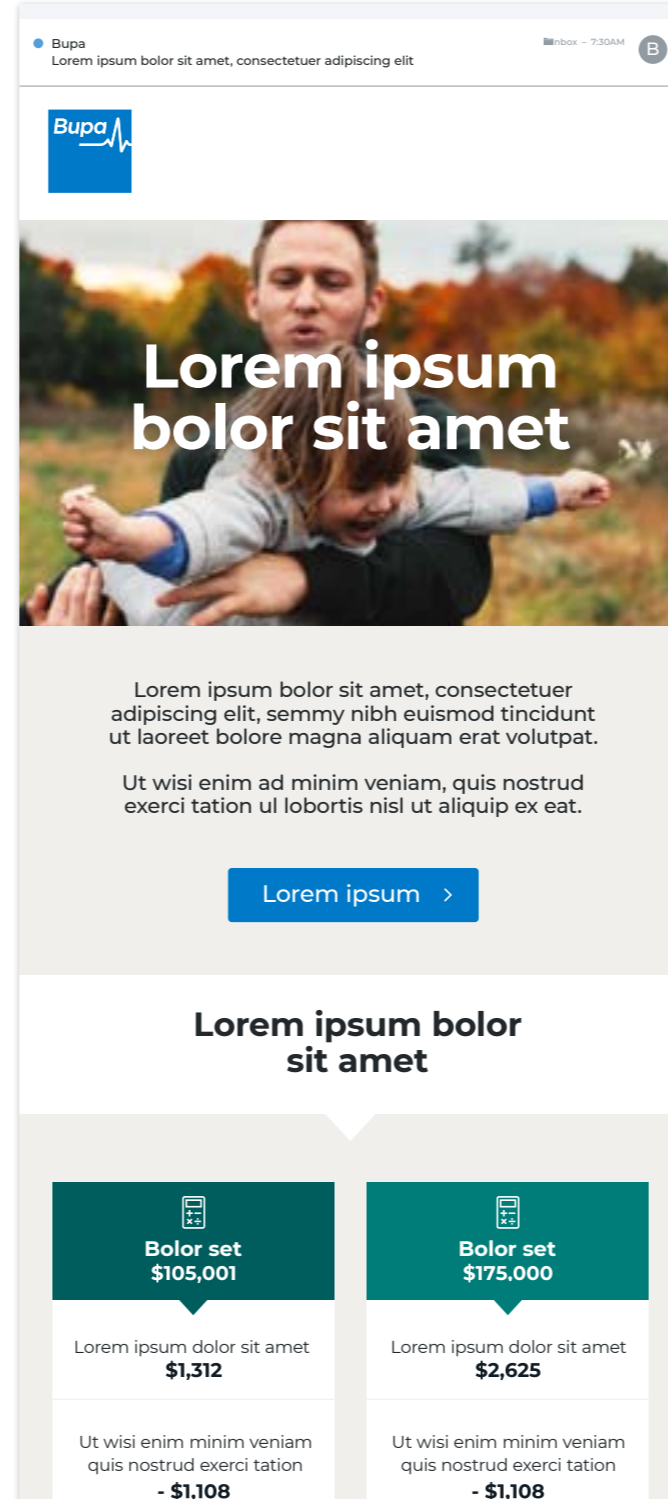 Bupa
Inbox – 7:30AM
B
Lorem ipsum bolor sit amet, consectetuer adipiscing elit
Bupa
Lorem ipsum
bolor sit amet
Lorem ipsum bolor sit amet, consectetuer
adipiscing elit, semmy nibh euismod tincidunt
ut laoreet bolore magna aliquam erat volutpat.
Ut wisi enim ad minim veniam, quis nostrud
exerci tation ul lobortis nisl ut aliquip ex eat.
Lorem ipsum
Lorem ipsum bolor
sit amet
Bolor set
$105,001
Lorem ipsum dolor sit amet
$1,312
Ut wisi enim minim veniam
quis nostrud exerci tation
- $1,108
Bolor set
$175.000
Lorem ipsum dolor sit amet
$2,625
Ut wisi enim minim veniam
quis nostrud exerci tation
- $1,108